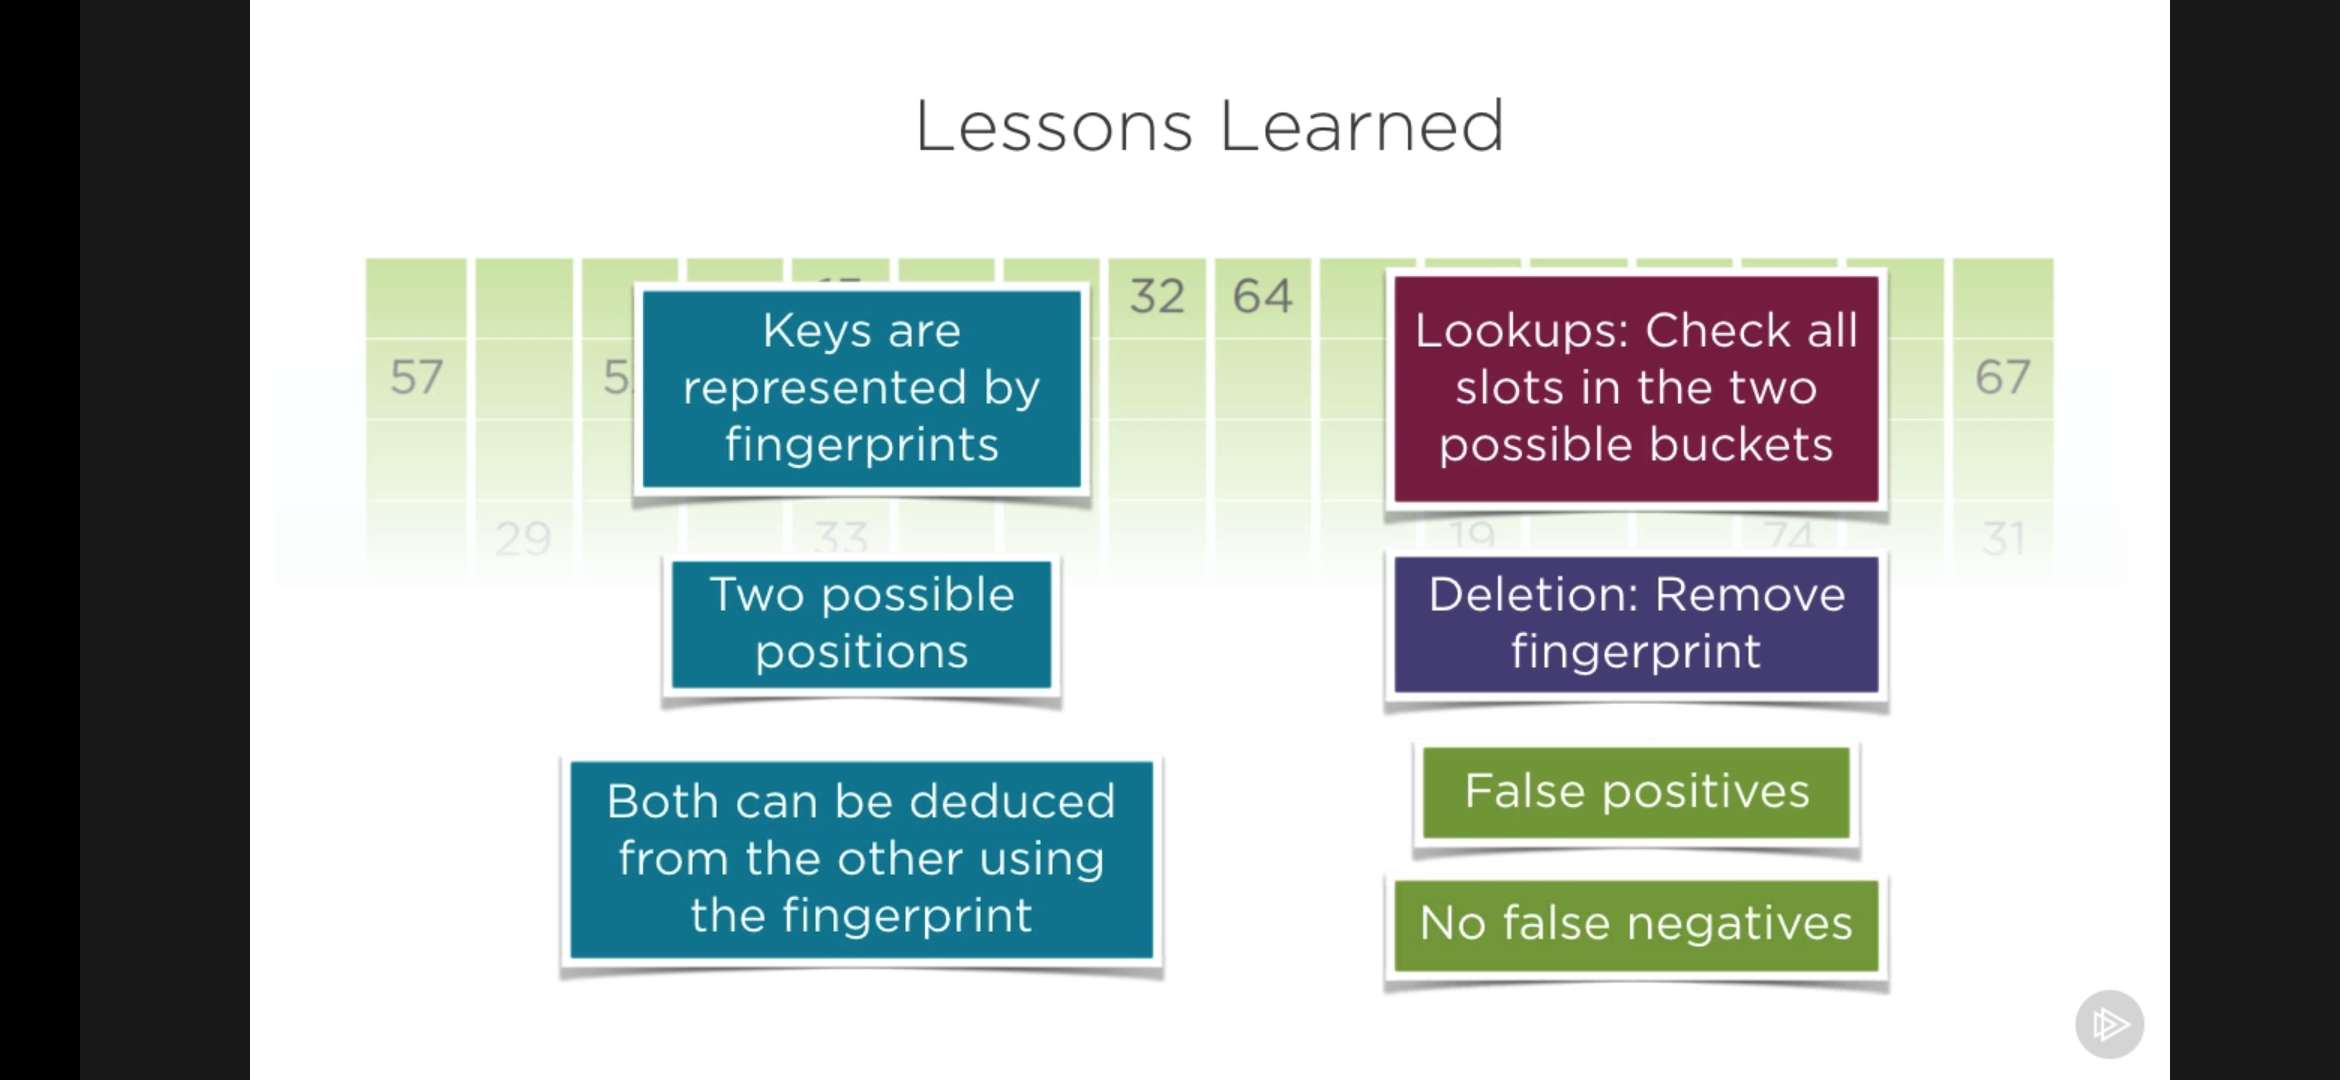 Lessons Learned
32 64
57 67
29 33 19 74 31
Keys are
represented by
fingerprints
Two possible
positions
Both can be deduced
from the other using
the fingerprint
Lookups: Check all
slots in the two
possible buckets
Deletion: Remove
fingerprint
False positives
No false negatives